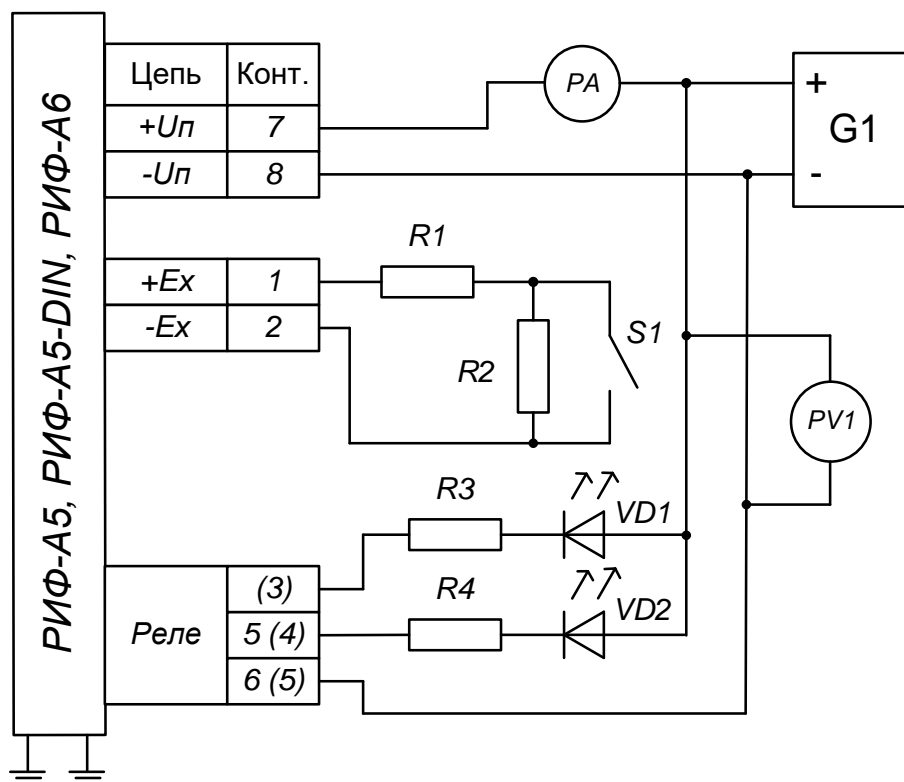 РИФ-А5, РИФ-А5-DIN, РИФ-А6
Цепь Конт.
+Uп 7
-Uп 8
PA
+
G1
-
+Ex 1
-Ex 2
R1
R2
S1
PV1
R3
VD1
R4
VD2
Реле
(3)
5 (4)
6 (5)